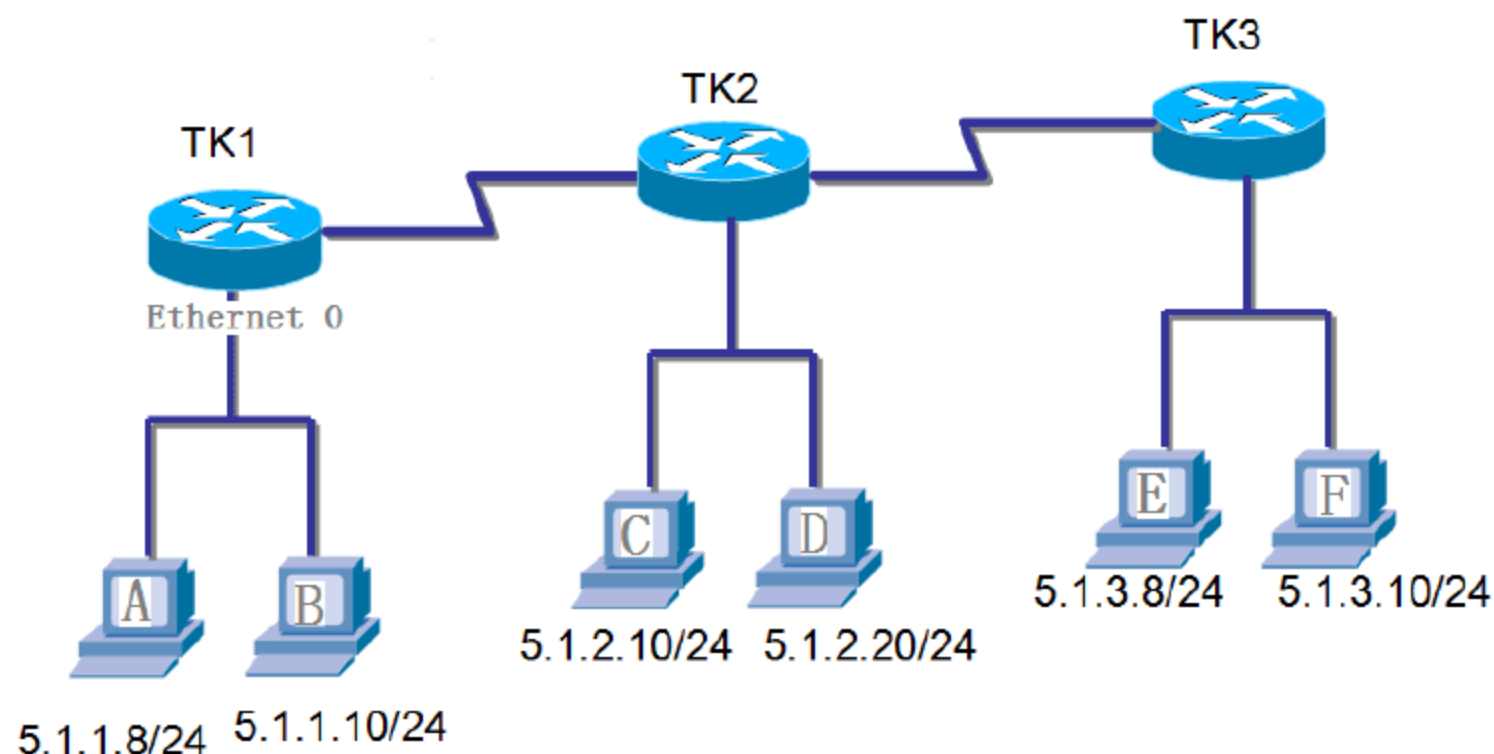 TK3
TK2
TK1
Ethernet 0
A
B
C
D
E
F
5.1.1.8/24
5.1.1.10/24
5.1.2.10/24
5.1.2.20/24
5.1.3.8/24
5.1.3.10/24